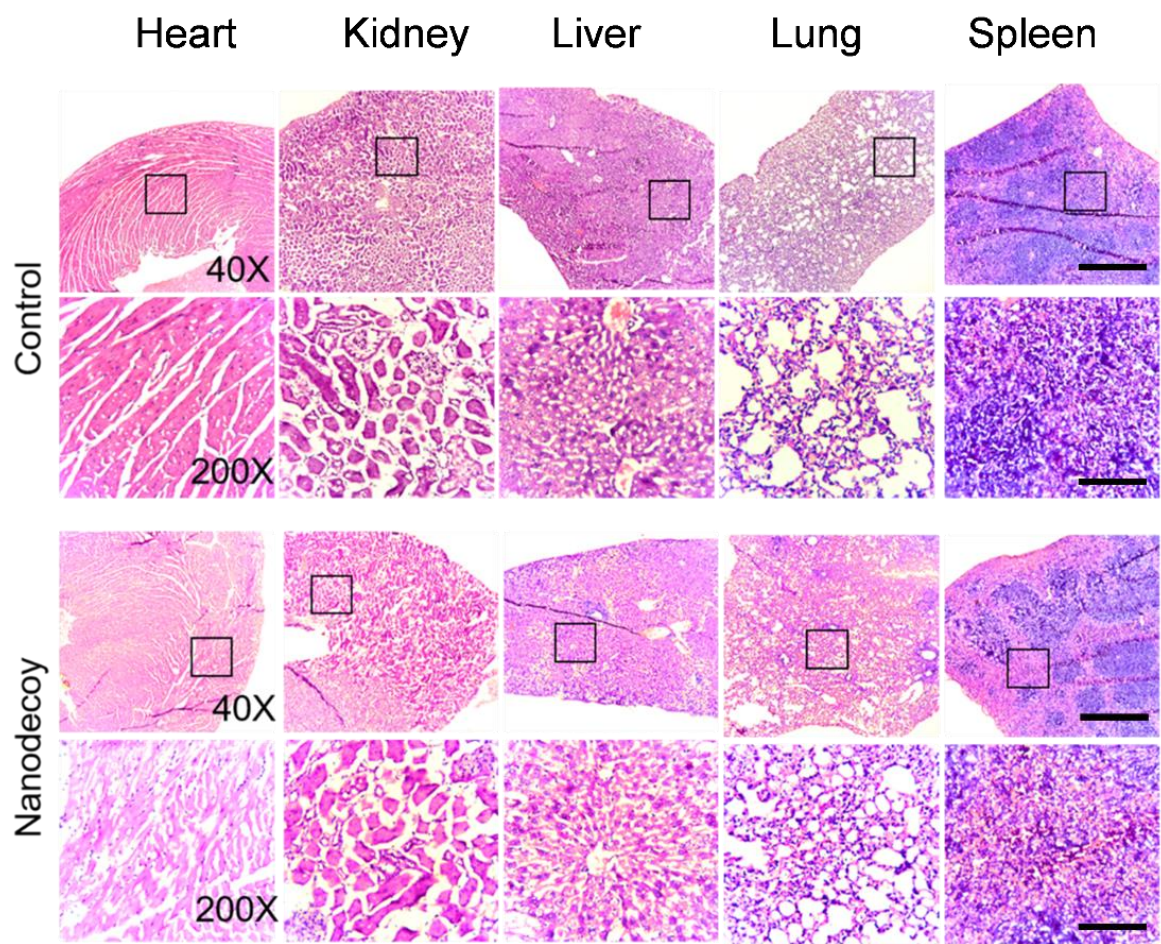 Heart Kidney Liver Lung Spleen
Control
40X
200X
Nanodecoy
40X
200X